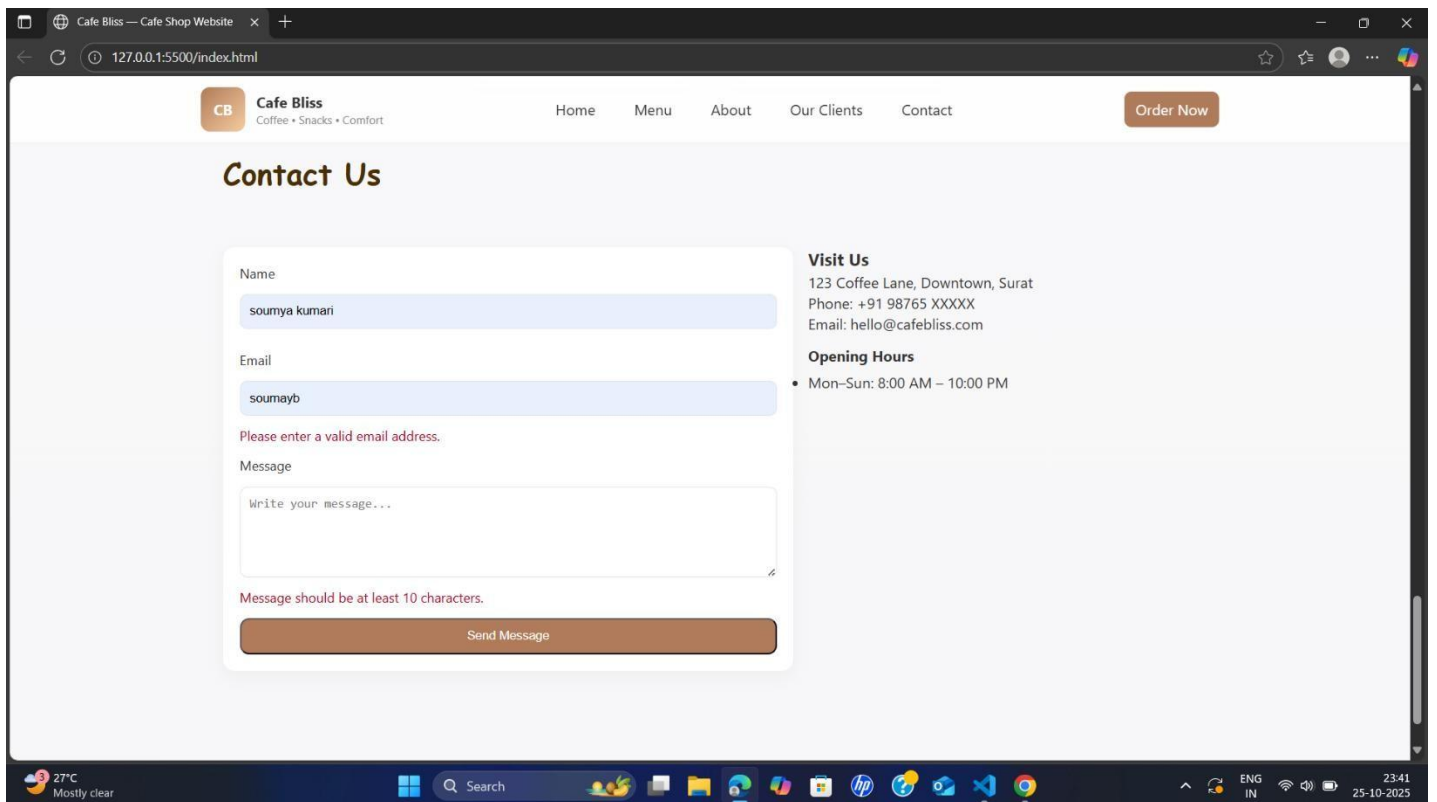 Cafe Bliss — Cafe Shop Website
127.0.0.1:5500/index.html
CB
Cafe Bliss
Coffee • Snacks • Comfort
Home Menu About Our Clients Contact
Order Now
Contact Us
Name
soumya kumari
Email
soumayb
Please enter a valid email address.
Message
Write your message...
Message should be at least 10 characters.
Send Message
Visit Us
123 Coffee Lane, Downtown, Surat
Phone: +91 98765 XXXXX
Email: hello@cafebliss.com
Opening Hours
• Mon–Sun: 8:00 AM – 10:00 PM
3
27°C
Mostly clear
Search
hp
ENG
IN
23:41
25-10-2025